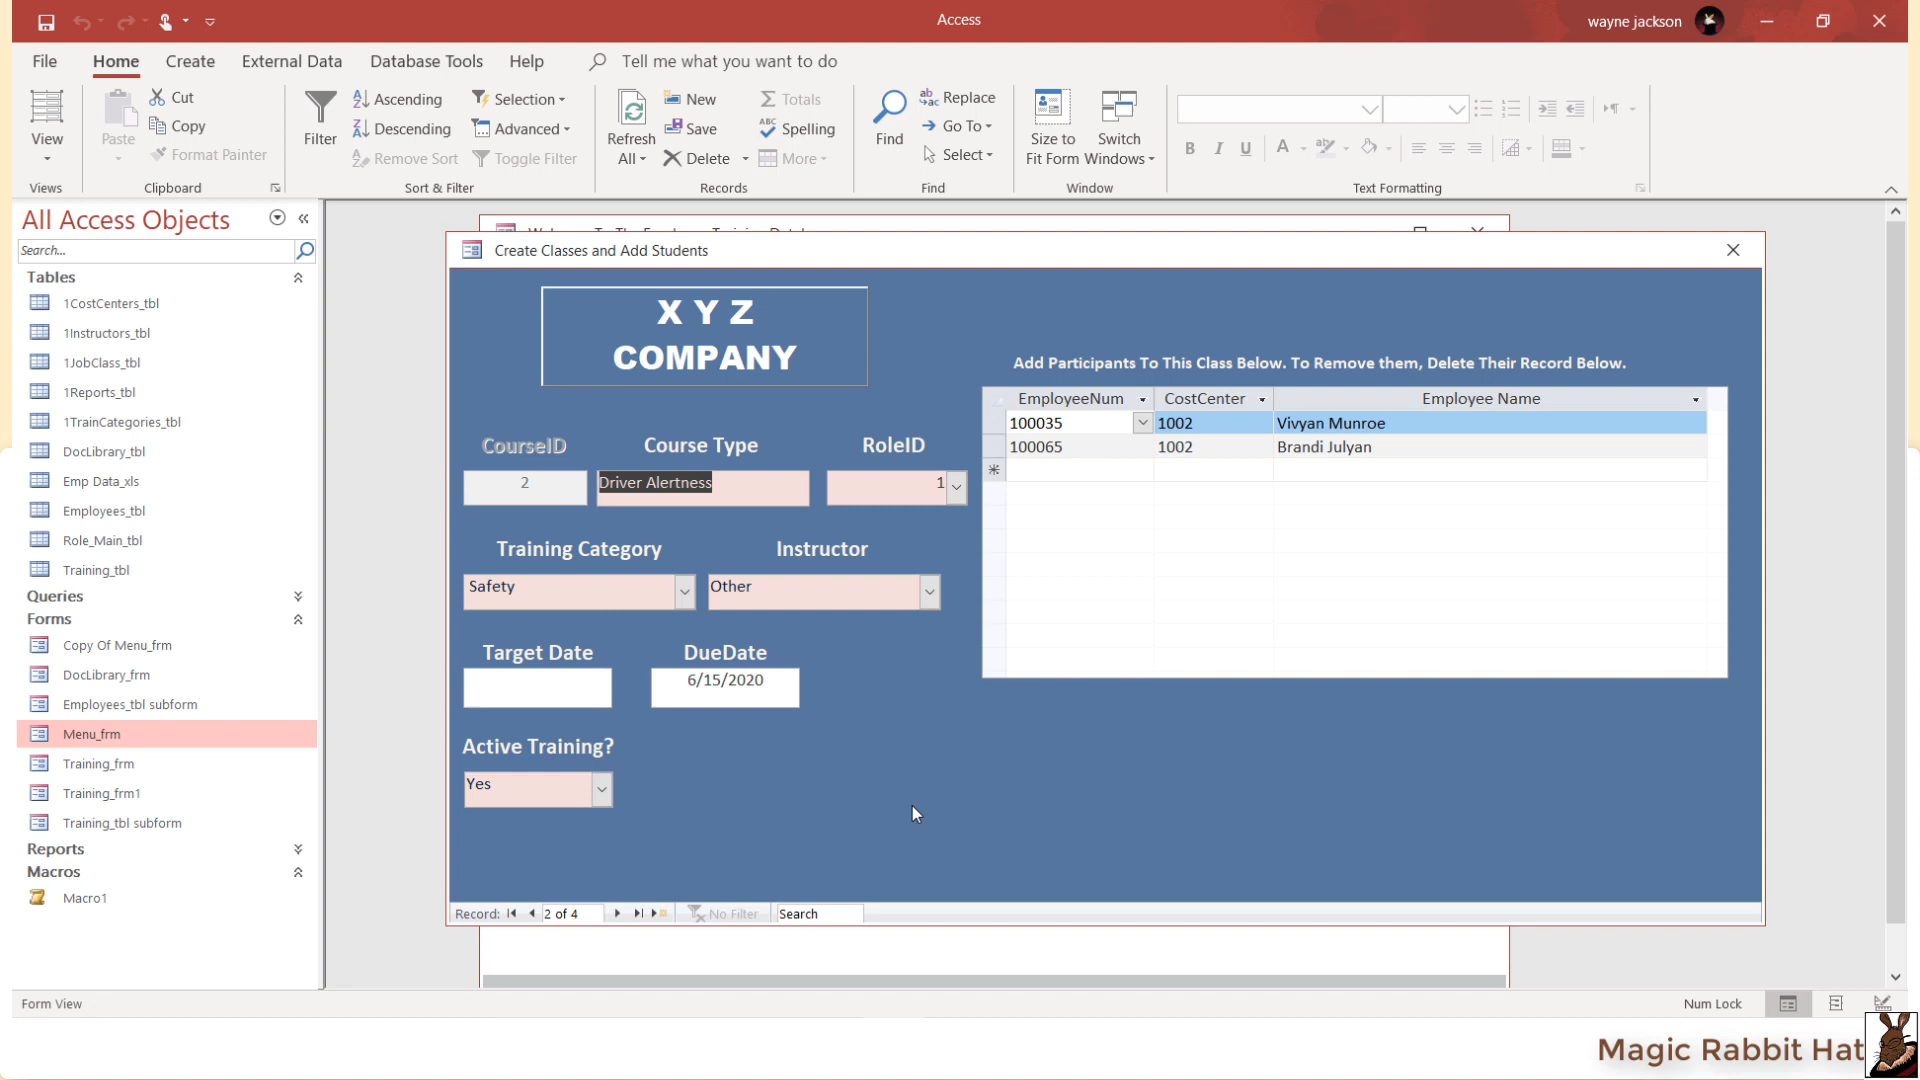 Access
wayne jackson
File
Home
Create
External Data
Database Tools
Help
Tell me what you want to do
View
Views
Paste
Cut
Copy
Format Painter
Clipboard
Filter
Ascending
Descending
Remove Sort
Selection
Advanced
Toggle Filter
Sort & Filter
Refresh
All
New
Save
Delete
Totals
Spelling
More
Records
Find
Replace
Go To
Select
Find
Size to
Fit Form
Switch
Windows
Window
B I U A
Text Formatting
All Access Objects
Search...
Tables
1CostCenters_tbl
1Instructors_tbl
1JobClass_tbl
1Reports_tbl
1TrainCategories_tbl
DocLibrary_tbl
Emp Data_xls
Employees_tbl
Role_Main_tbl
Training_tbl
Queries
Forms
Copy Of Menu_frm
DocLibrary_frm
Employees_tbl subform
Menu_frm
Training_frm
Training_frm1
Training_tbl subform
Reports
Macros
Macro1
Create Classes and Add Students
X Y Z
COMPANY
CourseID
Course Type
RoleID
2
Driver Alertness
1
Training Category
Instructor
Safety
Other
Target Date
DueDate
6/15/2020
Active Training?
Yes
Add Participants To This Class Below. To Remove them, Delete Their Record Below.
EmployeeNum CostCenter Employee Name
100035 1002 Vivyan Munroe
100065 1002 Brandi Julyan
Record: 2 of 4 No Filter Search
Form View
Num Lock
Magic Rabbit Hat